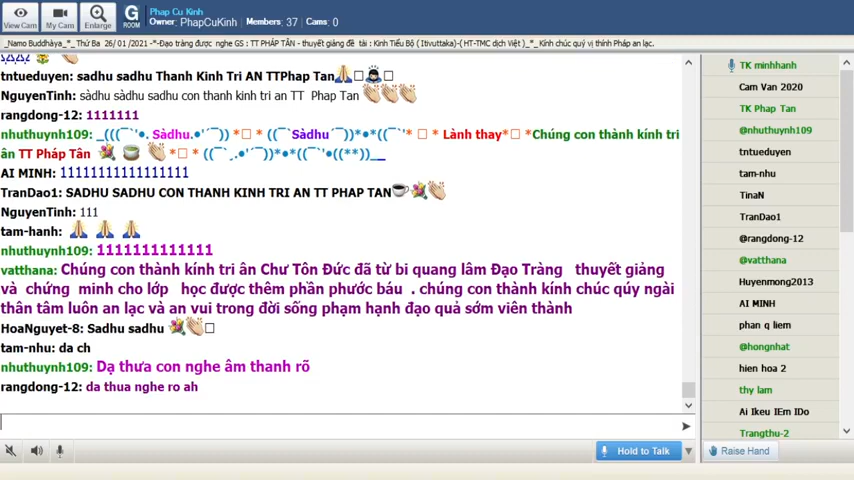 View Cam
My Cam
Enlarge
G
ROOM
Phap Cu Kinh
Owner: PhapCuKinh Members: 37 Cams: 0
_Namo Buddhàya_*_ Thứ Ba 26/ 01 /2021 -*-Đạo tràng được nghe GS : TT PHÁP TÂN - thuyết giảng đề tài : Kinh Tiểu Bộ ( Itivuttaka)-( HT-TMC dịch Việt )_*_ Kính chúc quý vị thính Pháp an lạc.
tntueduyen: sadhu sadhu Thanh Kinh Tri AN TTPhap Tan
NguyenTinh: sàdhu sàdhu sadhu con thanh kinh tri an TT Phap Tan
rangdong-12: 1111111
nhuthuynh109: _(((¯`'•. Sàdhu.•'´¯)) *▯* ((¯`Sàdhu´¯))*•*((¯`'* ▯ * Lành thay*▯ *Chúng con thành kính tri
ân TT Pháp Tân *▯* ((¯`ˏ.•'´¯))*•*((¯`'•((**))__
AI MINH: 11111111111111111
TranDao1: SADHU SADHU CON THANH KINH TRI AN TT PHAP TAN
NguyenTinh: 111
tam-hanh:
nhuthuynh109: 1111111111111
vatthana: Chúng con thành kính tri ân Chư Tôn Đức đã từ bi quang lâm Đạo Tràng thuyết giảng
và chứng minh cho lớp học được thêm phần phước báu . chúng con thành kính chúc qúy ngài
thân tâm luôn an lạc và an vui trong đời sống phạm hạnh đạo quả sớm viên thành
HoaNguyet-8: Sadhu sadhu
tam-nhu: da ch
nhuthuynh109: Dạ thưa con nghe âm thanh rõ
rangdong-12: da thua nghe ro ah
Hold to Talk
TK minhhanh
Cam Van 2020
TK Phap Tan
@nhuthuynh109
tntueduyen
tam-nhu
TinaN
TranDao1
@rangdong-12
@vatthana
Huyenmong2013
AI MINH
phan q liem
@hongnhat
hien hoa 2
thy lam
Ai Ikeu IEm IDo
Trangthu-2
Raise Hand